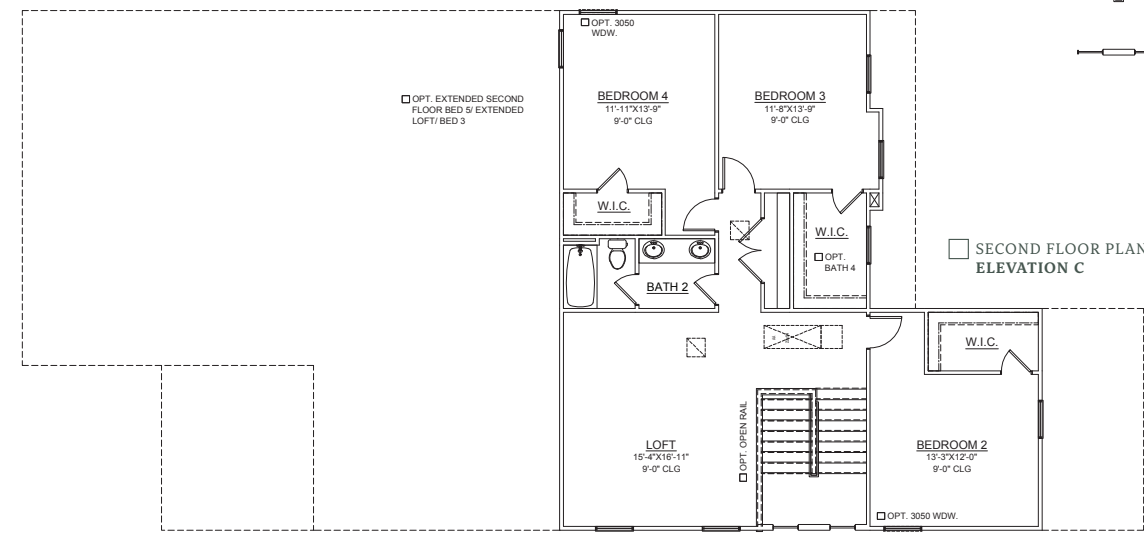 OPT. 3050
WDW.
OPT. EXTENDED SECOND
FLOOR BED 5/ EXTENDED
LOFT/ BED 3
BEDROOM 4
11'-11"X13'-9"
9'-0" CLG
BEDROOM 3
11'-8"X13'-9"
9'-0" CLG
W.I.C.
W.I.C.
OPT.
BATH 4
BATH 2
SECOND FLOOR PLAN
ELEVATION C
W.I.C.
LOFT
15'-4"X16'-11"
9'-0" CLG
OPT. OPEN RAIL
BEDROOM 2
13'-3"X12'-0"
9'-0" CLG
OPT. 3050 WDW.